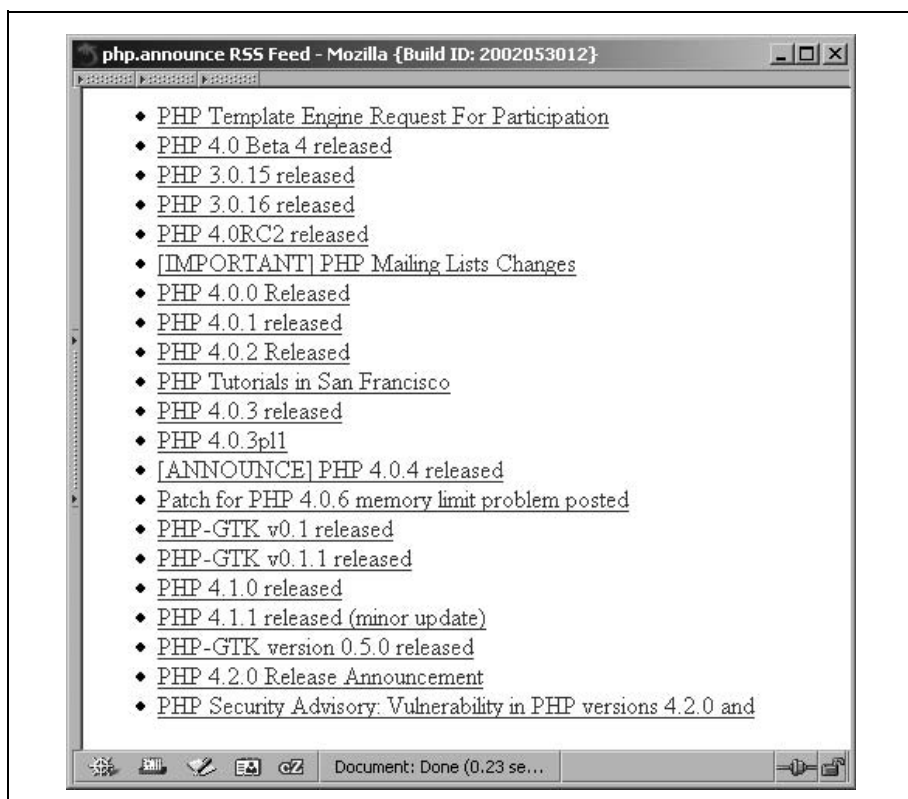 php.announce RSS Feed - Mozilla {Build ID: 2002053012}
PHP Template Engine Request For Participation
PHP 4.0 Beta 4 released
PHP 3.0.15 released
PHP 3.0.16 released
PHP 4.0RC2 released
[IMPORTANT] PHP Mailing Lists Changes
PHP 4.0.0 Released
PHP 4.0.1 released
PHP 4.0.2 Released
PHP Tutorials in San Francisco
PHP 4.0.3 released
PHP 4.0.3pl1
[ANNOUNCE] PHP 4.0.4 released
Patch for PHP 4.0.6 memory limit problem posted
PHP-GTK v0.1 released
PHP-GTK v0.1.1 released
PHP 4.1.0 released
PHP 4.1.1 released (minor update)
PHP-GTK version 0.5.0 released
PHP 4.2.0 Release Announcement
PHP Security Advisory: Vulnerability in PHP versions 4.2.0 and
Document: Done (0.23 se...